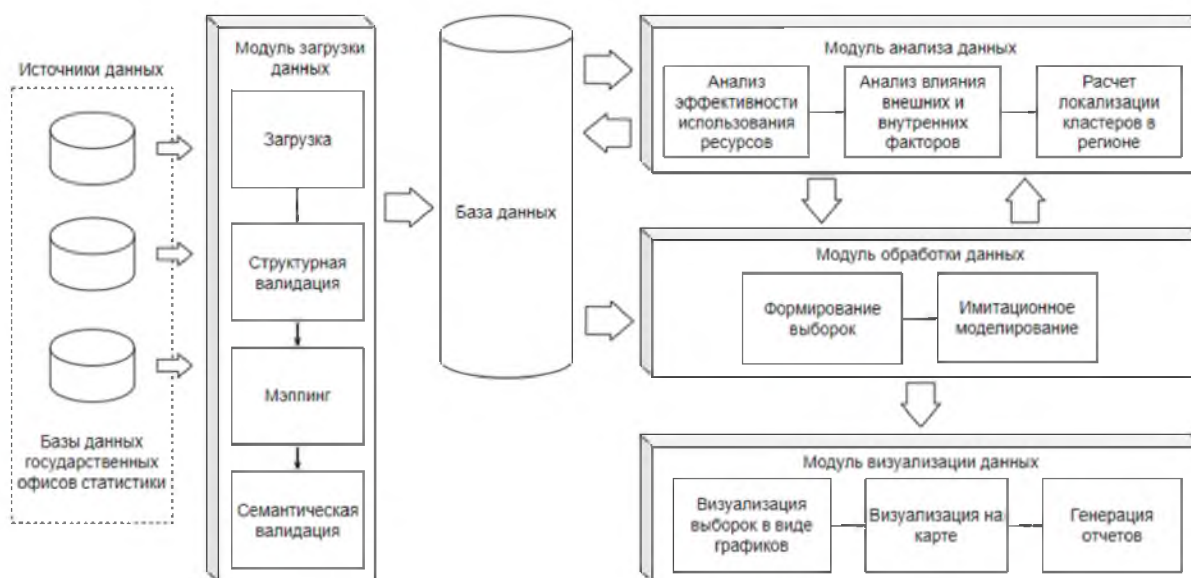 Источники данных
Базы данных
государственных
офисов статистики
Модуль загрузки
данных
Загрузка
Структурная
валидация
Мэппинг
Семантическая
валидация
База данных
Модуль анализа данных
Анализ
эффективности
использования
ресурсов
Анализ влияния
внешних и
внутренних
факторов
Расчет
локализации
кластеров в
регионе
Модуль обработки данных
Формирование
выборок
Имитационное
моделирование
Модуль визуализации данных
Визуализация
выборок в виде
графиков
Визуализация на
карте
Генерация
отчетов